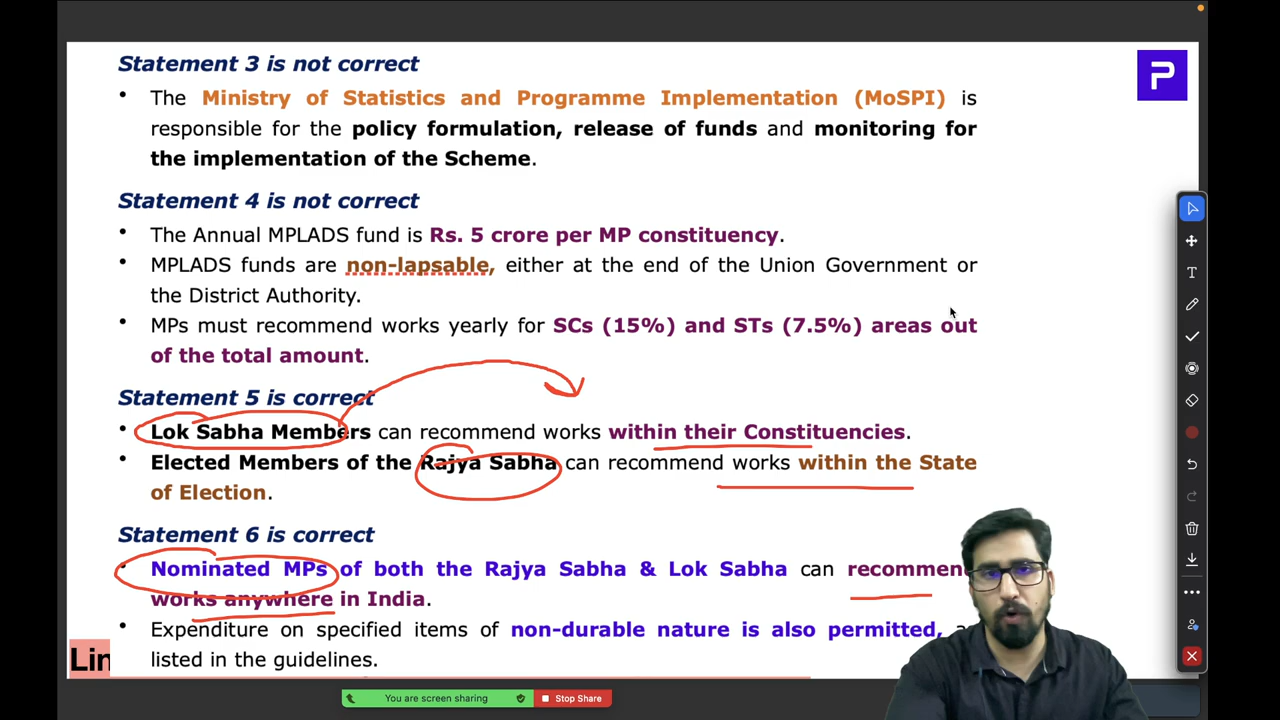 Statement 3 is not correct
• The Ministry of Statistics and Programme Implementation (MoSPI) is
responsible for the policy formulation, release of funds and monitoring for
the implementation of the Scheme.
Statement 4 is not correct
• The Annual MPLADS fund is Rs. 5 crore per MP constituency.
• MPLADS funds are non-lapsable, either at the end of the Union Government or
the District Authority.
• MPs must recommend works yearly for SCs (15%) and STs (7.5%) areas out
of the total amount.
Statement 5 is correct
• Lok Sabha Members can recommend works within their Constituencies.
• Elected Members of the Rajya Sabha can recommend works within the State
of Election.
Statement 6 is correct
• Nominated MPs of both the Rajya Sabha & Lok Sabha can recommend
works anywhere in India.
• Expenditure on specified items of non-durable nature is also permitted,
listed in the guidelines.
Lin
You are screen sharing
Stop Share